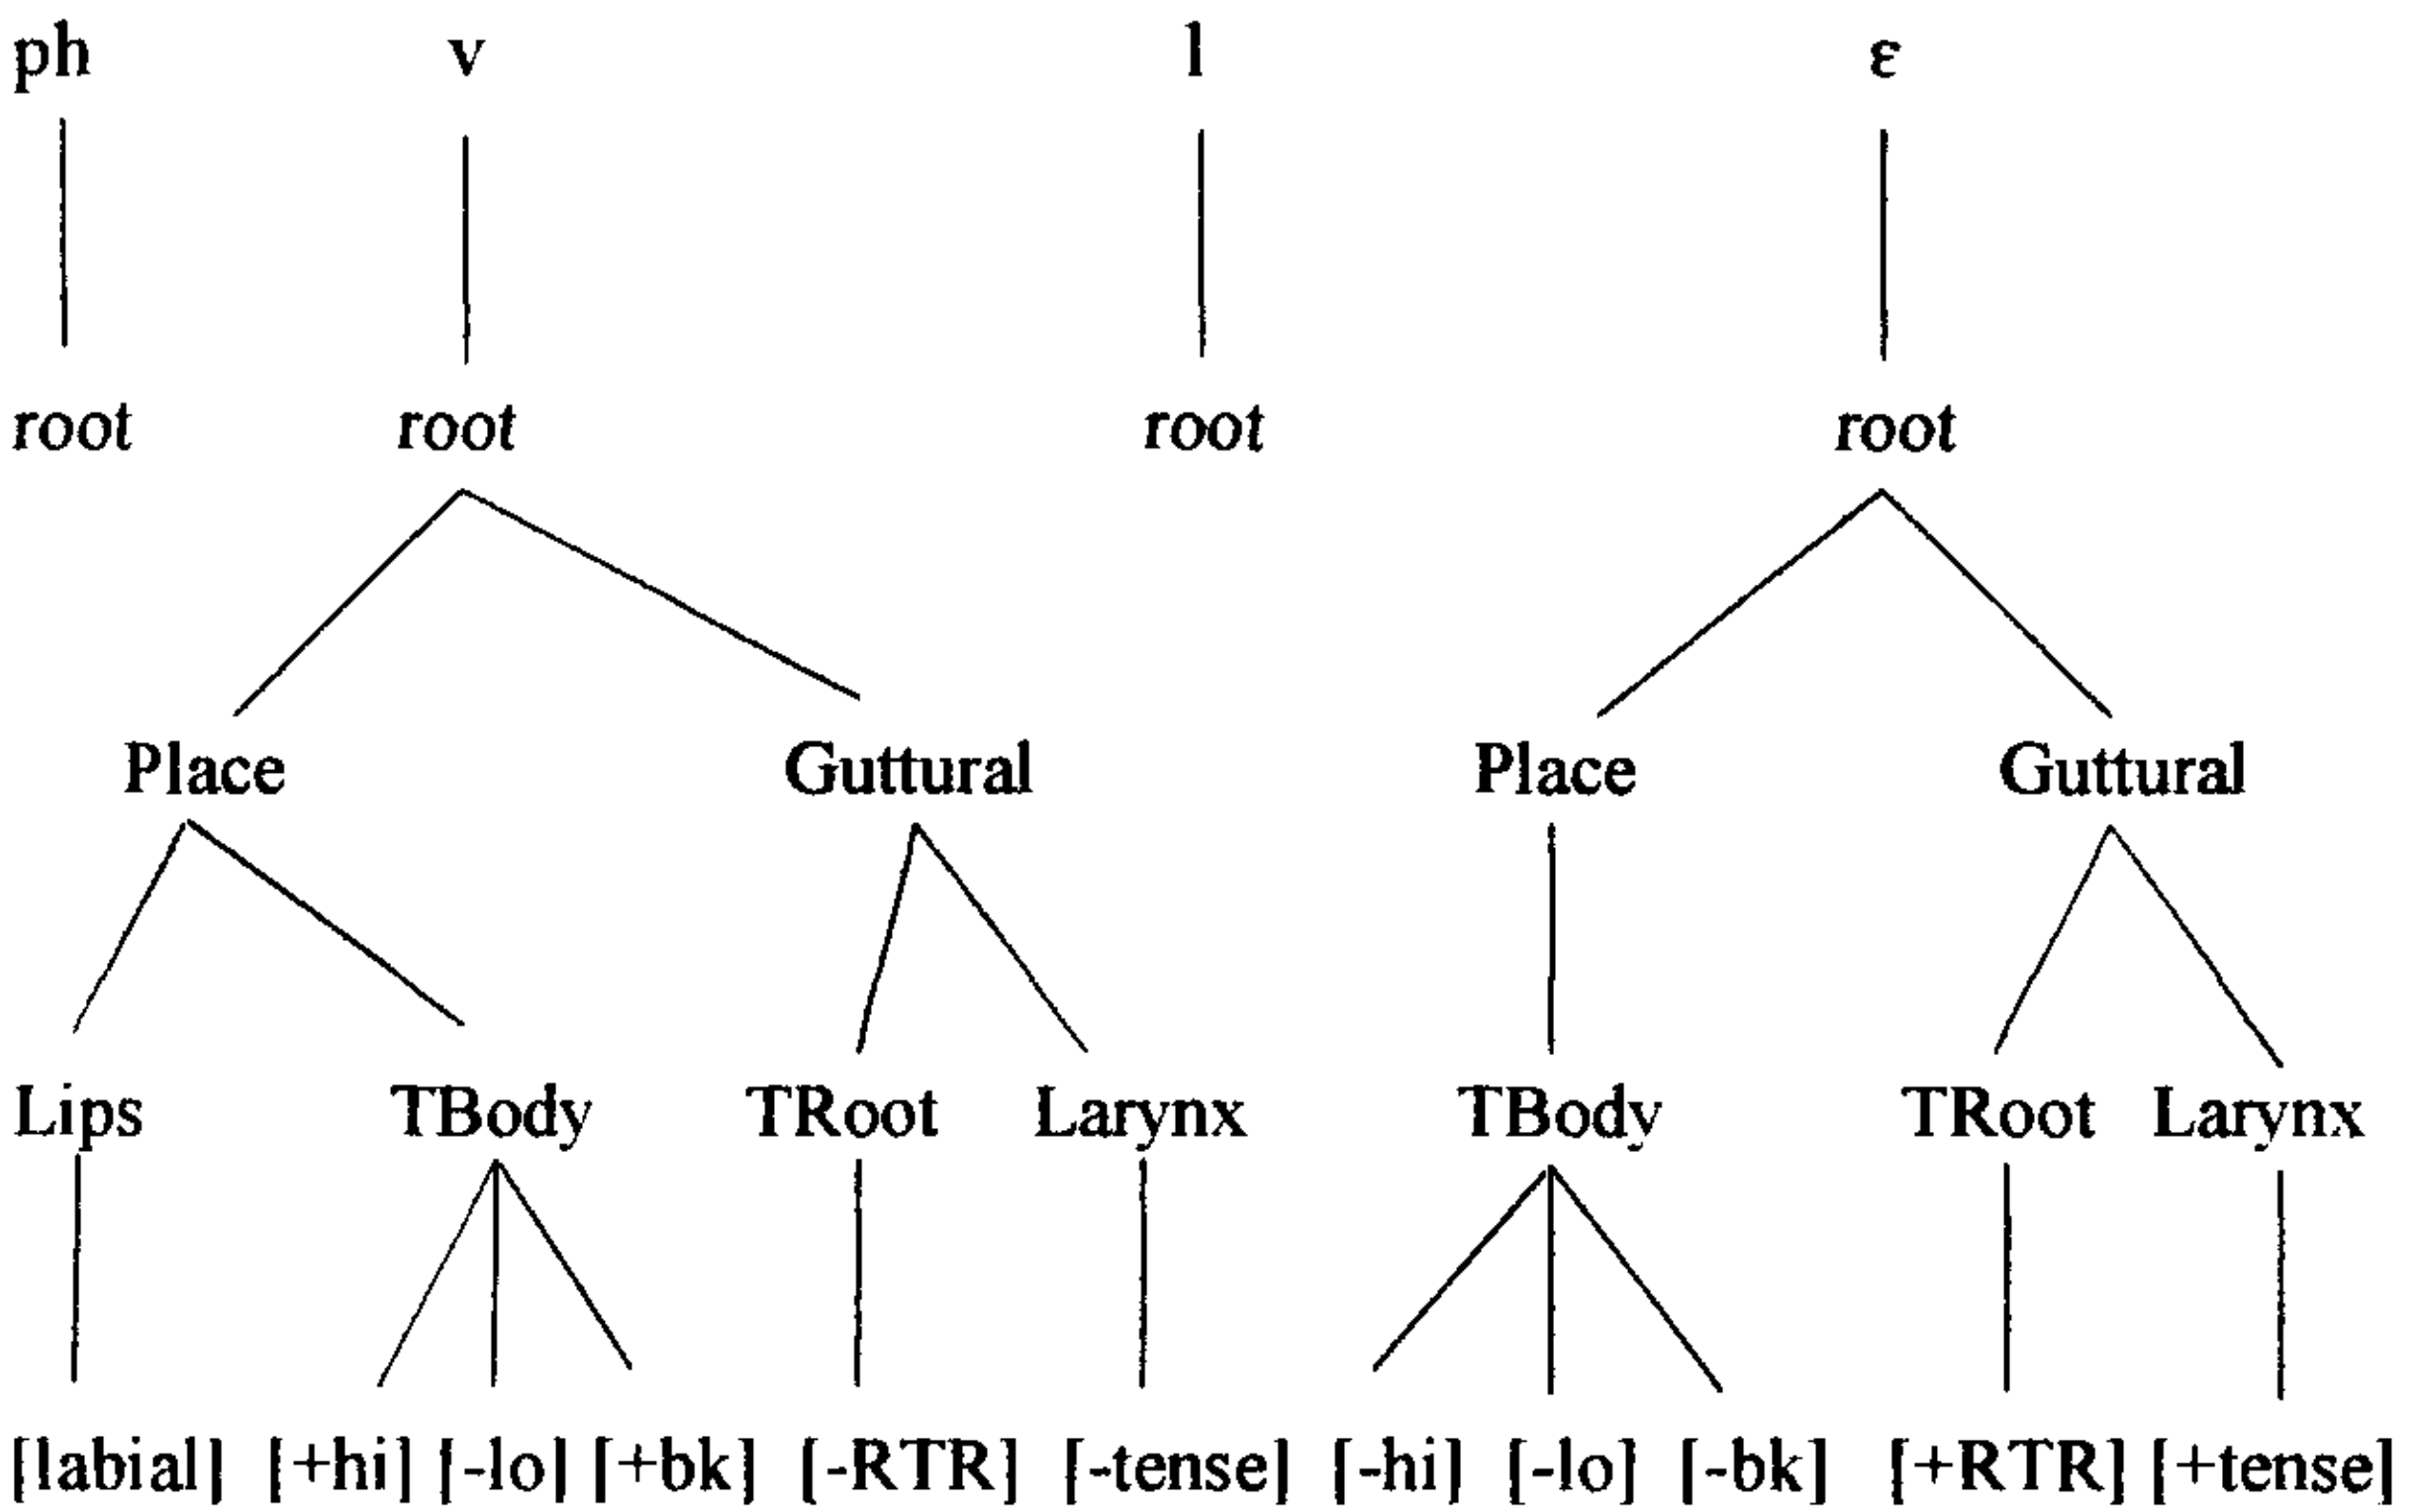 ph v l ε
root root root root
Place Guttural Place Guttural
Lips TBody TRoot Larynx TBody TRoot Larynx
[labial] [+hi] [-lo] [+bk] [-RTR] [-tense] [-hi] [-lo] [-bk] [+RTR] [+tense]